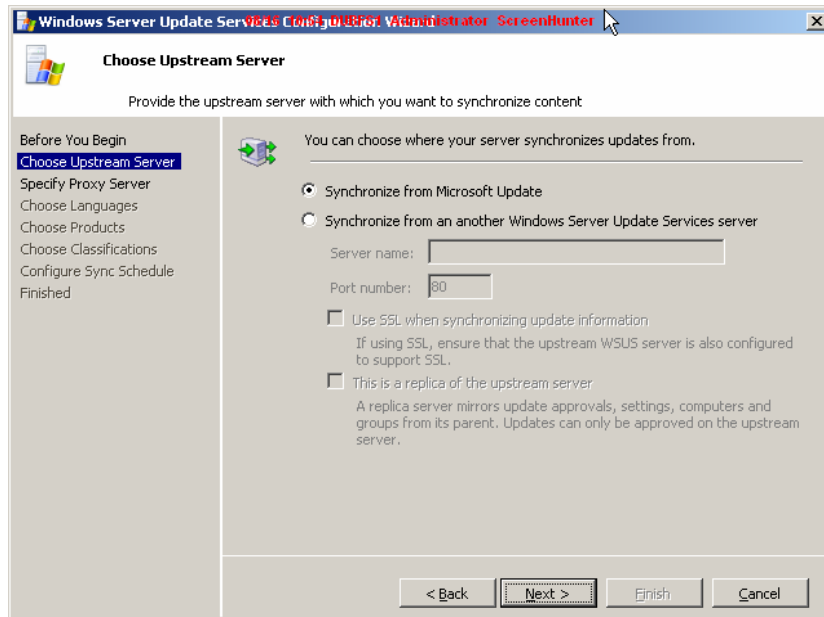 Windows Server Update Services Configuration Wizard
Administrator ScreenHunter
Choose Upstream Server
Provide the upstream server with which you want to synchronize content
Before You Begin
Choose Upstream Server
Specify Proxy Server
Choose Languages
Choose Products
Choose Classifications
Configure Sync Schedule
Finished
You can choose where your server synchronizes updates from.
Synchronize from Microsoft Update
Synchronize from an another Windows Server Update Services server
Server name:
Port number: 80
Use SSL when synchronizing update information
If using SSL, ensure that the upstream WSUS server is also configured
to support SSL.
This is a replica of the upstream server
A replica server mirrors update approvals, settings, computers and
groups from its parent. Updates can only be approved on the upstream
server.
< Back
Next >
Finish
Cancel